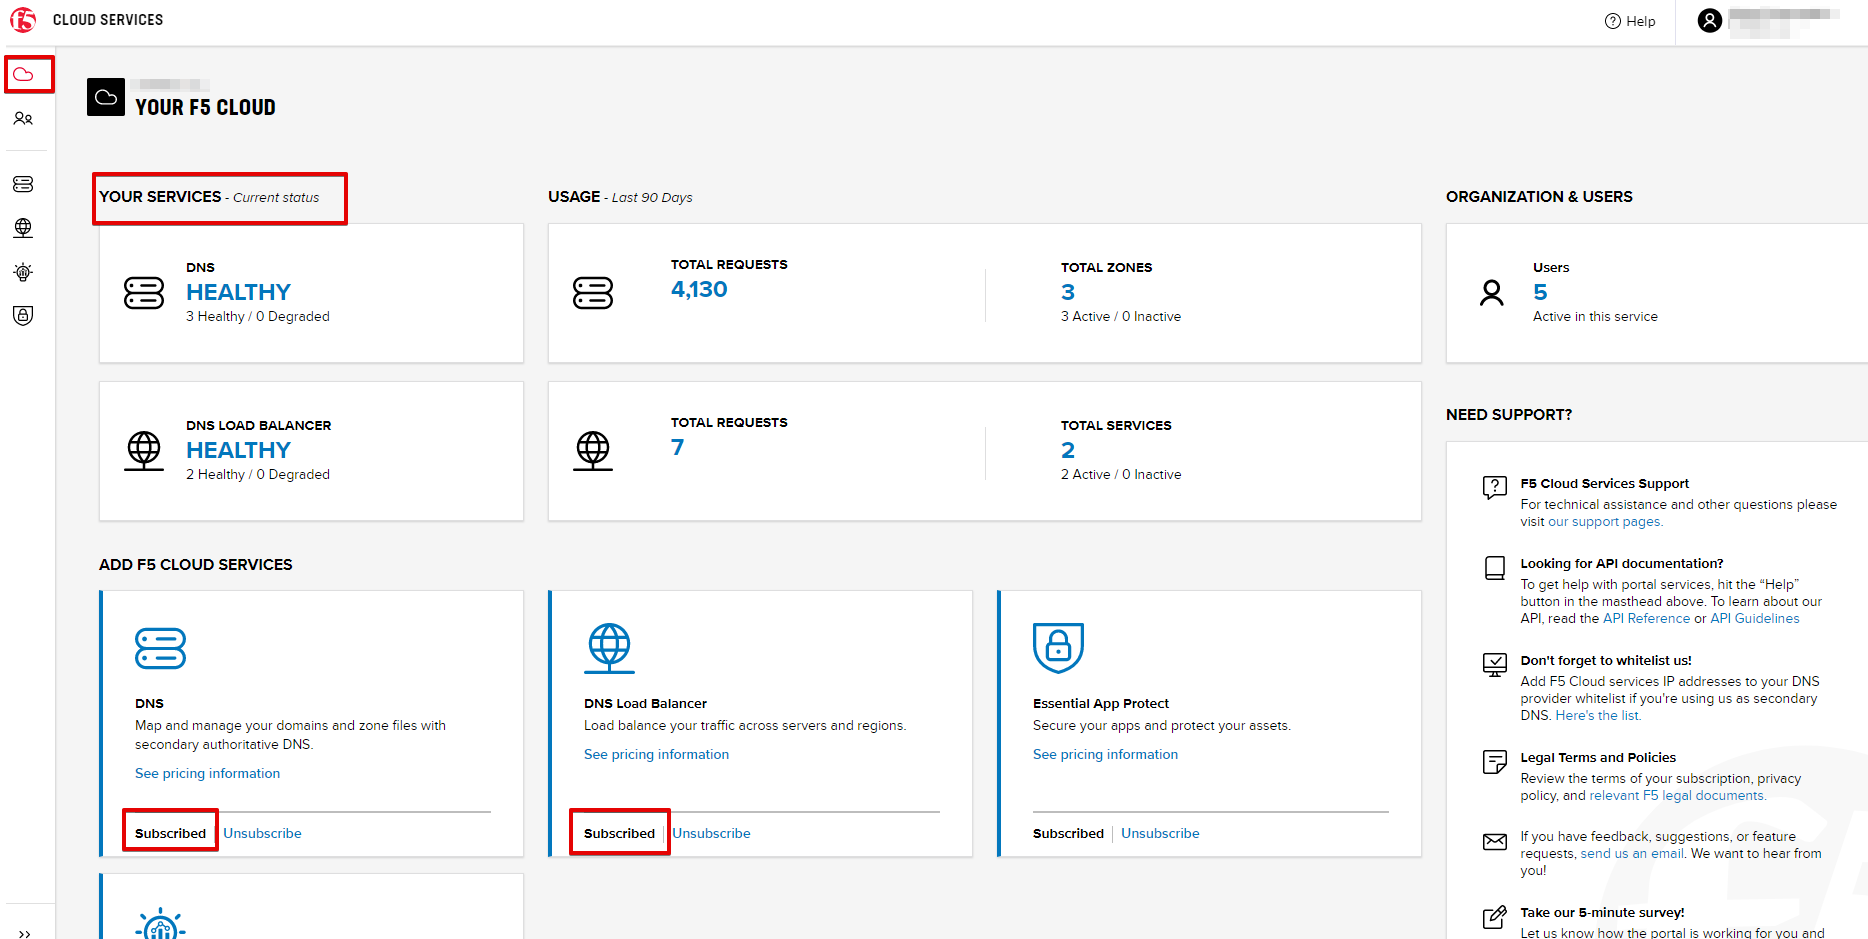 f5 CLOUD SERVICES
? Help
YOUR F5 CLOUD
YOUR SERVICES - Current status
DNS
HEALTHY
3 Healthy / 0 Degraded
DNS LOAD BALANCER
HEALTHY
2 Healthy / 0 Degraded
USAGE - Last 90 Days
TOTAL REQUESTS
4,130
TOTAL ZONES
3
3 Active / 0 Inactive
TOTAL REQUESTS
7
TOTAL SERVICES
2
2 Active / 0 Inactive
ORGANIZATION & USERS
Users
5
Active in this service
ADD F5 CLOUD SERVICES
DNS
Map and manage your domains and zone files with
secondary authoritative DNS.
See pricing information
Subscribed | Unsubscribe
DNS Load Balancer
Load balance your traffic across servers and regions.
See pricing information
Subscribed | Unsubscribe
Essential App Protect
Secure your apps and protect your assets.
See pricing information
Subscribed | Unsubscribe
NEED SUPPORT?
F5 Cloud Services Support
For technical assistance and other questions please
visit our support pages.
Looking for API documentation?
To get help with portal services, hit the “Help”
button in the masthead above. To learn about our
API, read the API Reference or API Guidelines
Don't forget to whitelist us!
Add F5 Cloud services IP addresses to your DNS
provider whitelist if you're using us as secondary
DNS. Here's the list.
Legal Terms and Policies
Review the terms of your subscription, privacy
policy, and relevant F5 legal documents.
If you have feedback, suggestions, or feature
requests, send us an email. We want to hear from
you!
Take our 5-minute survey!
Let us know how the portal is working for you and